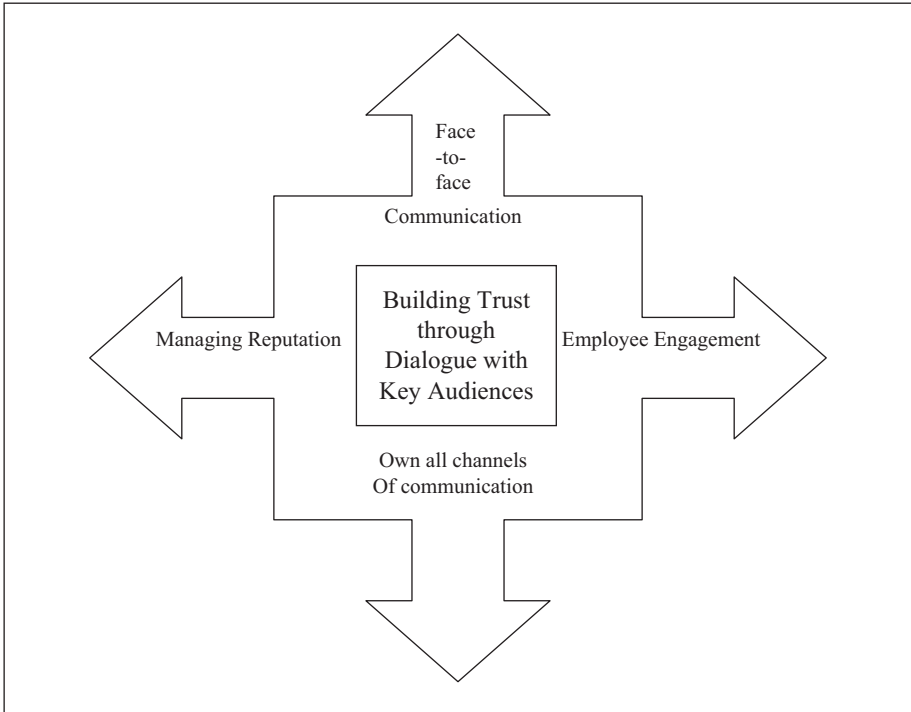 Face
-to-
face
Communication
Managing Reputation
Building Trust
through
Dialogue with
Key Audiences
Employee Engagement
Own all channels
Of communication